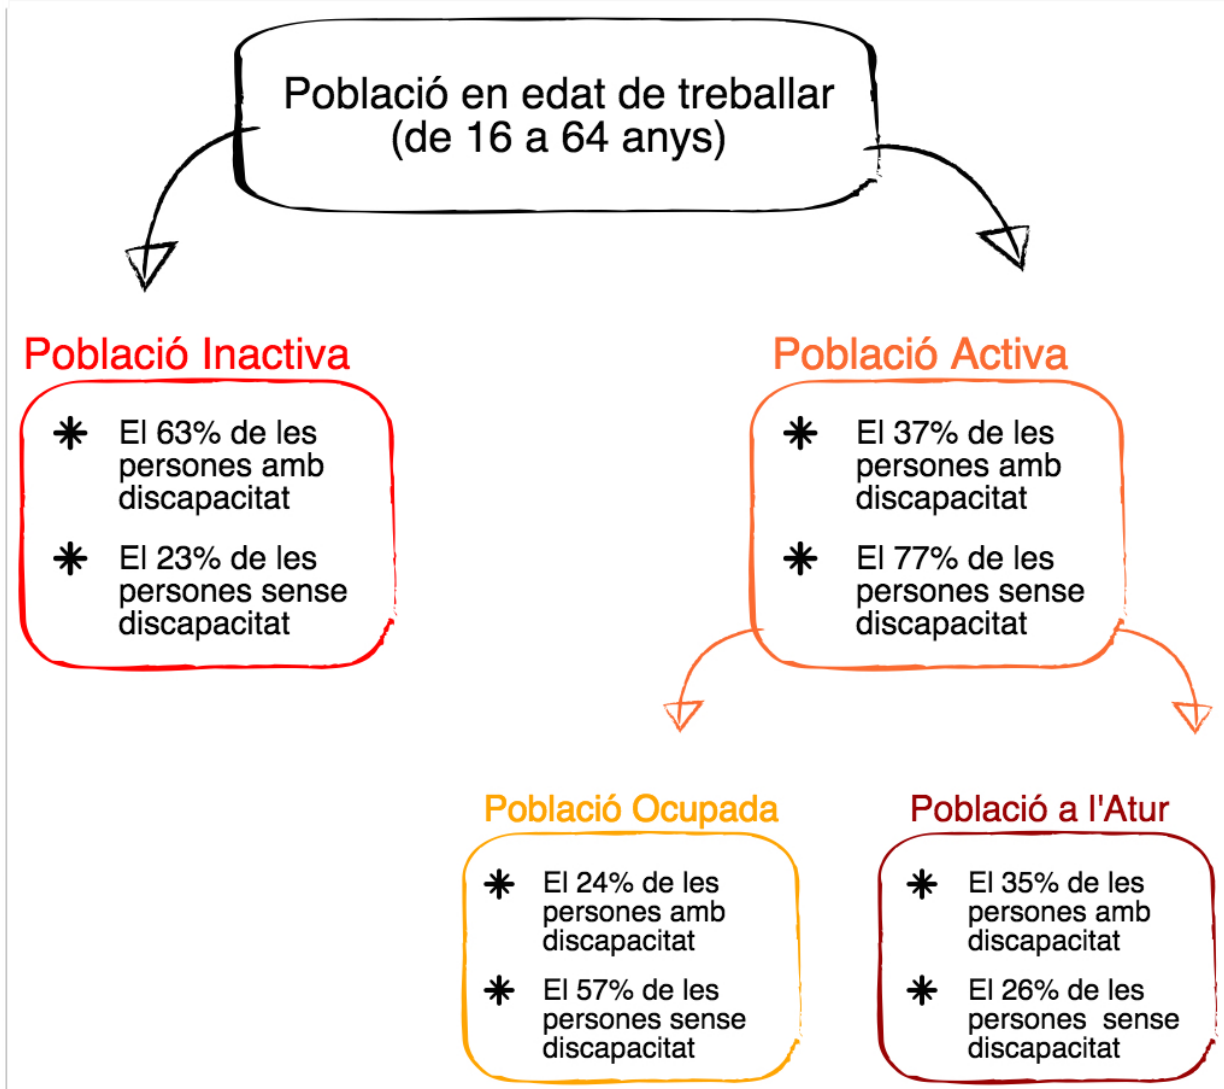 Població en edat de treballar
(de 16 a 64 anys)
Població Inactiva
El 63% de les
persones amb
discapacitat
El 23% de les
persones sense
discapacitat
Població Activa
El 37% de les
persones amb
discapacitat
El 77% de les
persones sense
discapacitat
Població Ocupada
El 24% de les
persones amb
discapacitat
El 57% de les
persones sense
discapacitat
Població a l'Atur
El 35% de les
persones amb
discapacitat
El 26% de les
persones sense
discapacitat